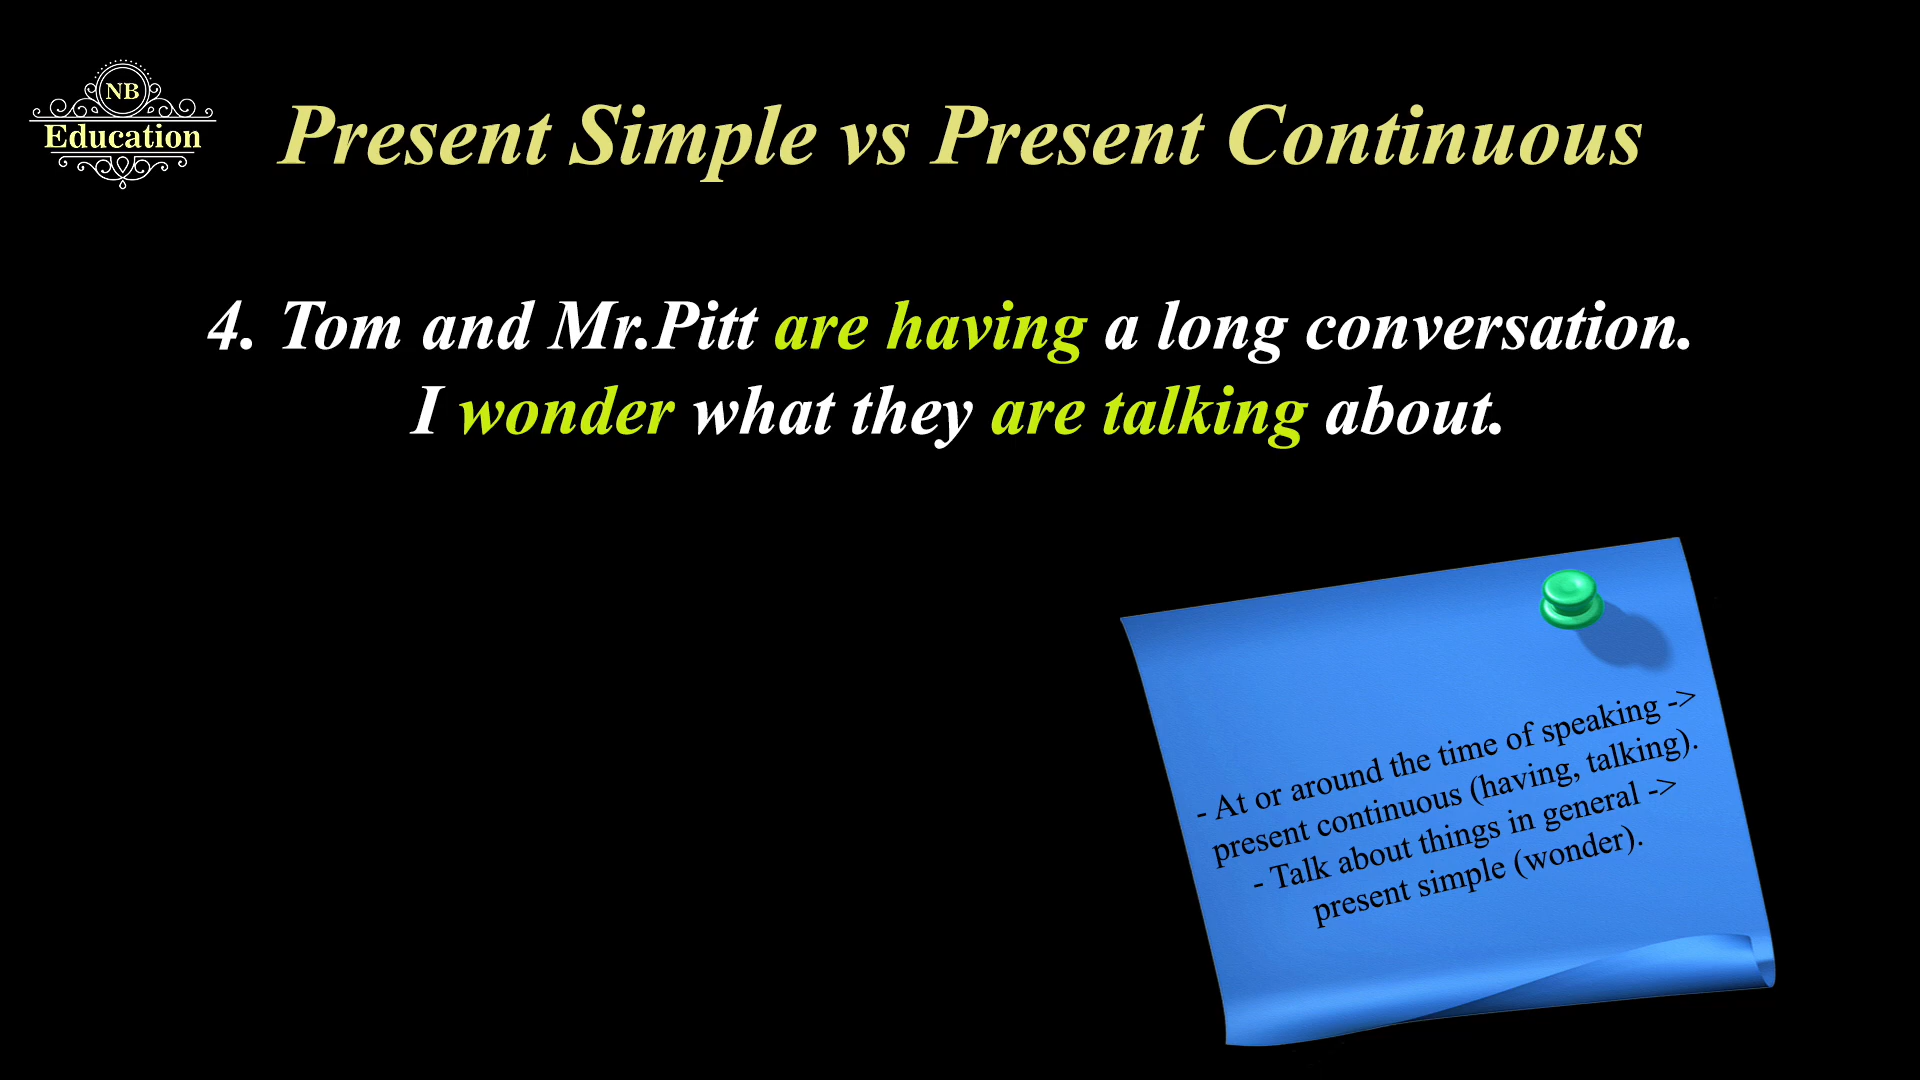 NB
Education
Present Simple vs Present Continuous
4. Tom and Mr.Pitt are having a long conversation.
I wonder what they are talking about.
- At or around the time of speaking ->
present continuous (having, talking).
- Talk about things in general ->
present simple (wonder).